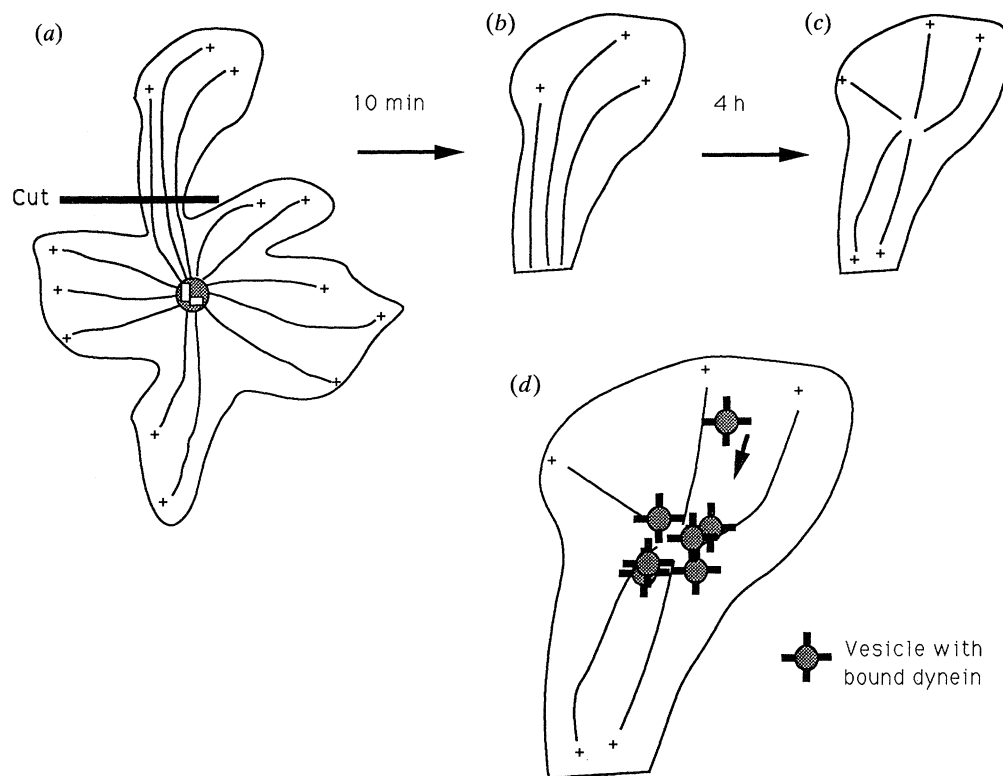 (a)
+
+
+
10 min
(b)
+
+
+
4 h
(c)
+
+
+
+
+
Cut
+
+
+
+
+
+
+
+
+
+
(d)
+
+
+
+
+
Vesicle with
bound dynein